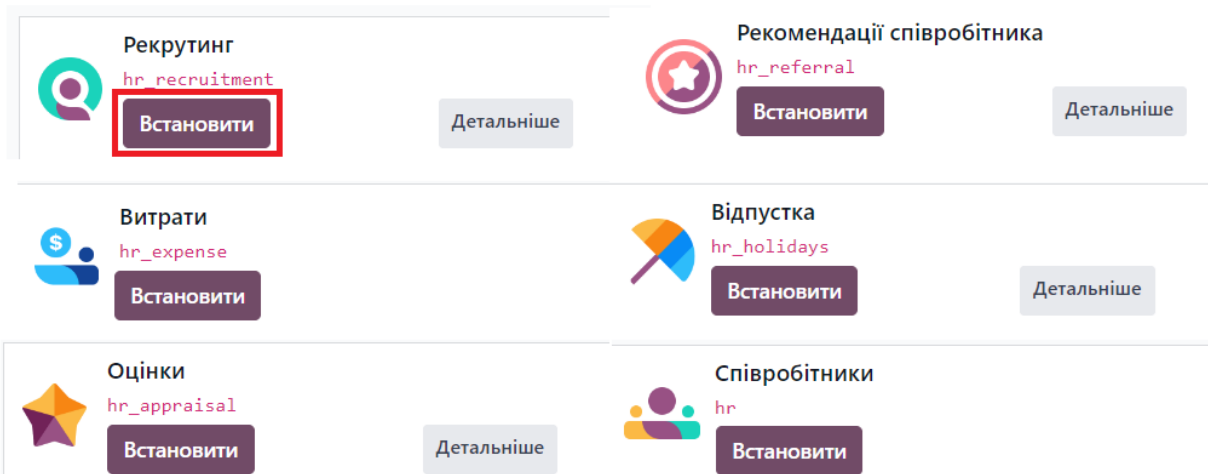 Рекрутинг
hr_recruitment
Встановити
Детальніше
Рекомендації співробітника
hr_referral
Встановити
Детальніше
Витрати
hr_expense
Встановити
Відпустка
hr_holidays
Встановити
Детальніше
Оцінки
hr_appraisal
Встановити
Детальніше
Співробітники
hr
Встановити